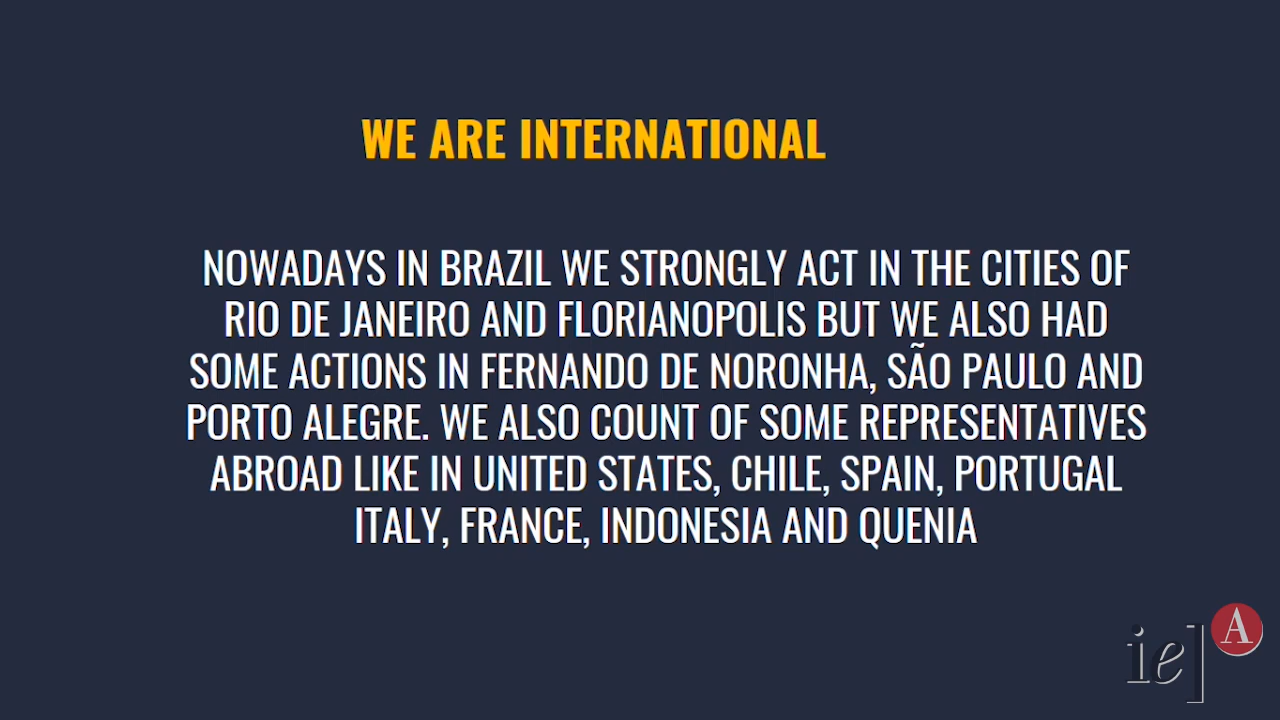 WE ARE INTERNATIONAL
NOWADAYS IN BRAZIL WE STRONGLY ACT IN THE CITIES OF
RIO DE JANEIRO AND FLORIANOPOLIS BUT WE ALSO HAD
SOME ACTIONS IN FERNANDO DE NORONHA, SÃO PAULO AND
PORTO ALEGRE. WE ALSO COUNT OF SOME REPRESENTATIVES
ABROAD LIKE IN UNITED STATES, CHILE, SPAIN, PORTUGAL
ITALY, FRANCE, INDONESIA AND QUENIA
ie] A